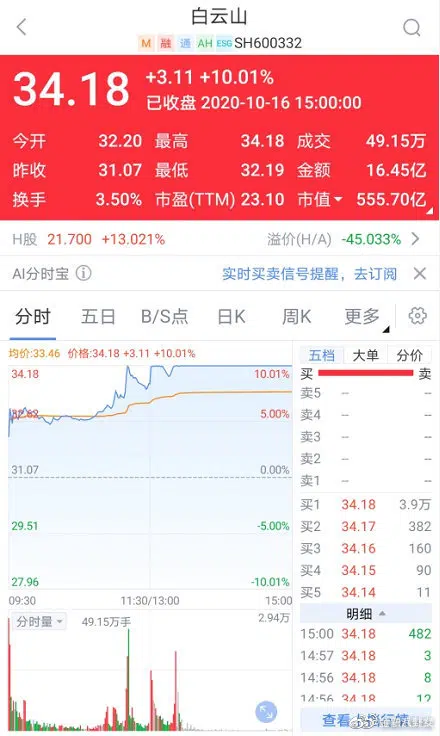 白云山
M 融 通 AH ESG SH600332
34.18 +3.11 +10.01%
已收盘 2020-10-16 15:00:00
今开 32.20 最高 34.18 成交 49.15万
昨收 31.07 最低 32.19 金额 16.45亿
换手 3.50% 市盈(TTM) 23.10 市值 555.70亿
H股 21.700 +13.021% 溢价(H/A) -45.033%
AI分时宝 实时买卖信号提醒，去订阅
分时 五日 B/S点 日K 周K 更多
均价:33.46 价格:34.18 +3.11 +10.01%
34.18 10.01%
32.62 5.00%
31.07 0.00%
29.51 -5.00%
27.96 -10.01%
09:30 11:30/13:00 15:00
分时量 49.15万手 2.94万
五档 大单 分价
买 卖
卖5 --
卖4 --
卖3 --
卖2 --
卖1 --
买1 34.18 3.9万
买2 34.17 382
买3 34.16 160
买4 34.15 90
买5 34.14 11
明细
15:00 34.18 482
14:57 34.18 3
14:56 34.18 8
14:56 34.18 12